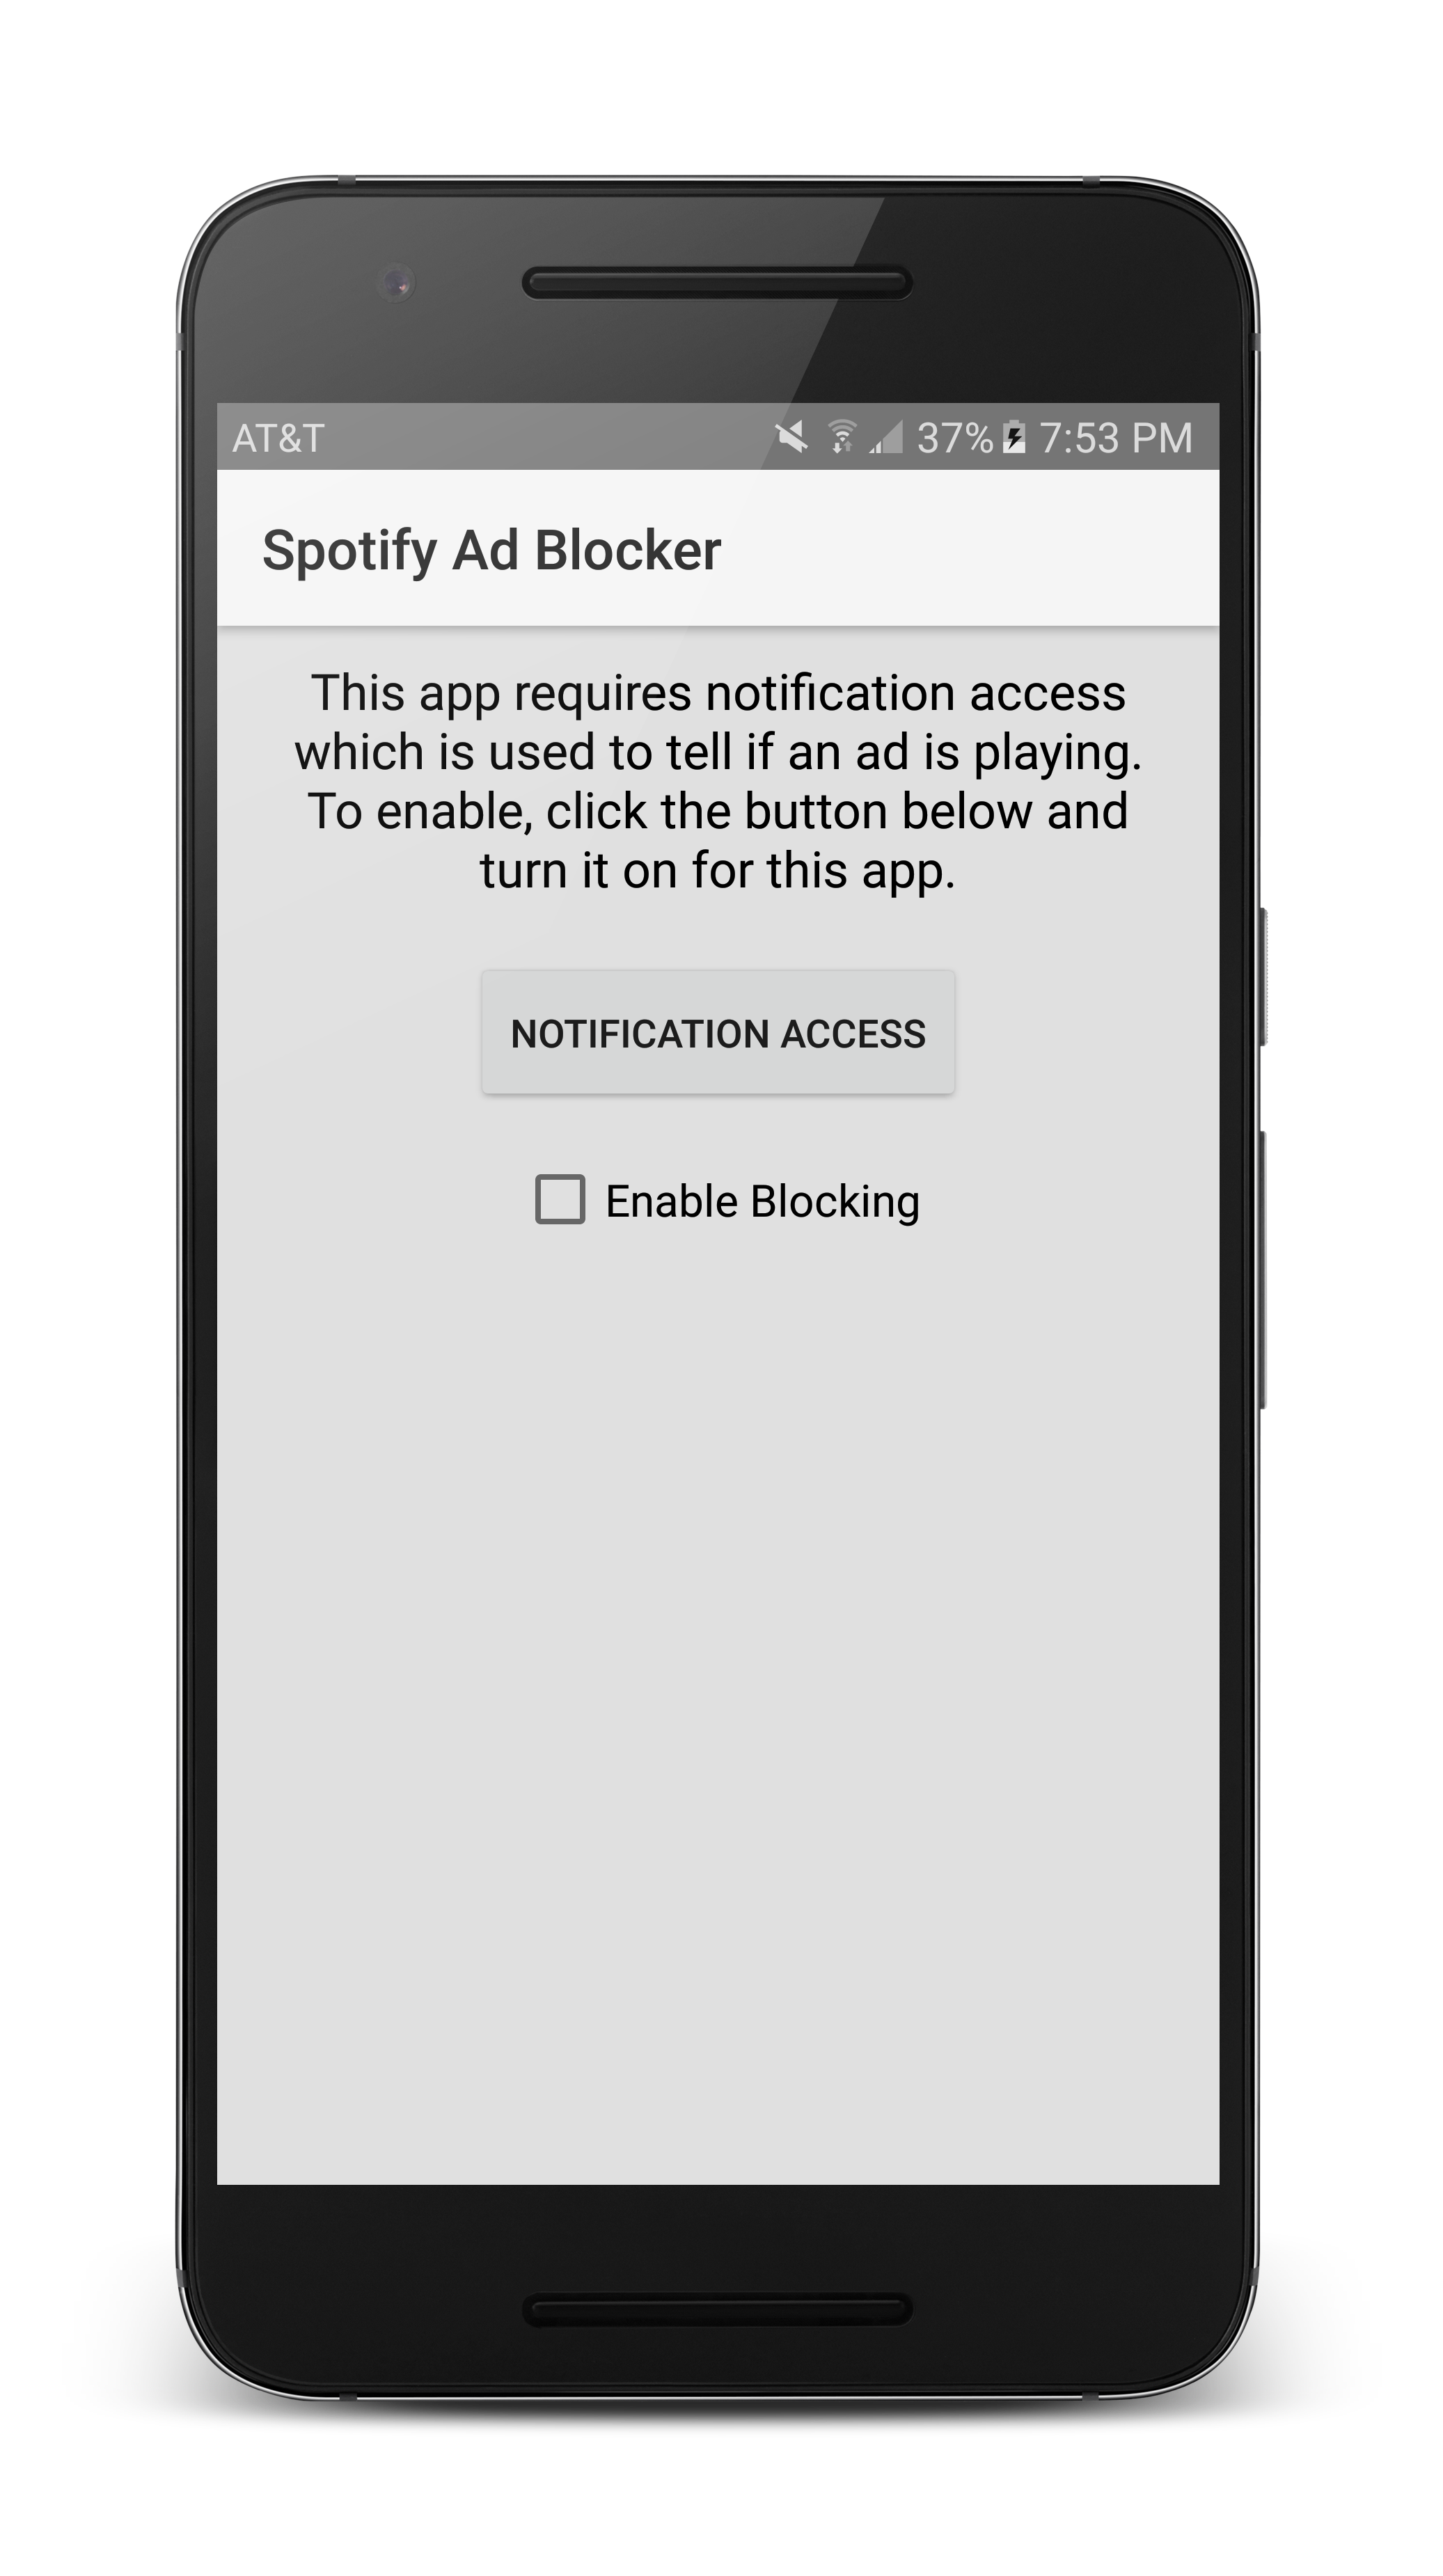 AT&T 37% 7:53 PM
Spotify Ad Blocker
This app requires notification access
which is used to tell if an ad is playing.
To enable, click the button below and
turn it on for this app.
NOTIFICATION ACCESS
Enable Blocking